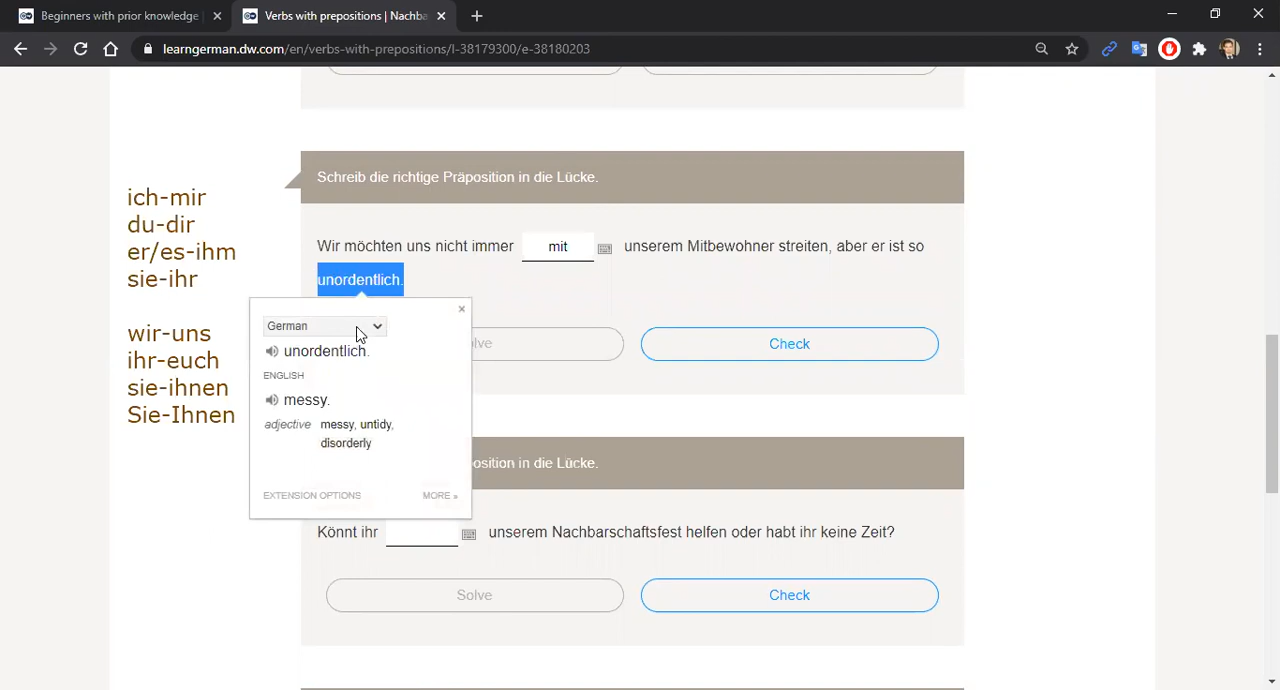 Beginners with prior knowledge
Verbs with prepositions | Nachba
learngerman.dw.com/en/verbs-with-prepositions/l-38179300/e-38180203
Schreib die richtige Präposition in die Lücke.
ich-mir
du-dir
er/es-ihm
sie-ihr
wir-uns
ihr-euch
sie-ihnen
Sie-Ihnen
Wir möchten uns nicht immer mit unserem Mitbewohner streiten, aber er ist so
unordentlich.
German
unordentlich.
ENGLISH
messy.
adjective messy, untidy,
disorderly
EXTENSION OPTIONS MORE »
lve
Check
osition in die Lücke.
Könnt ihr unserem Nachbarschaftsfest helfen oder habt ihr keine Zeit?
Solve
Check